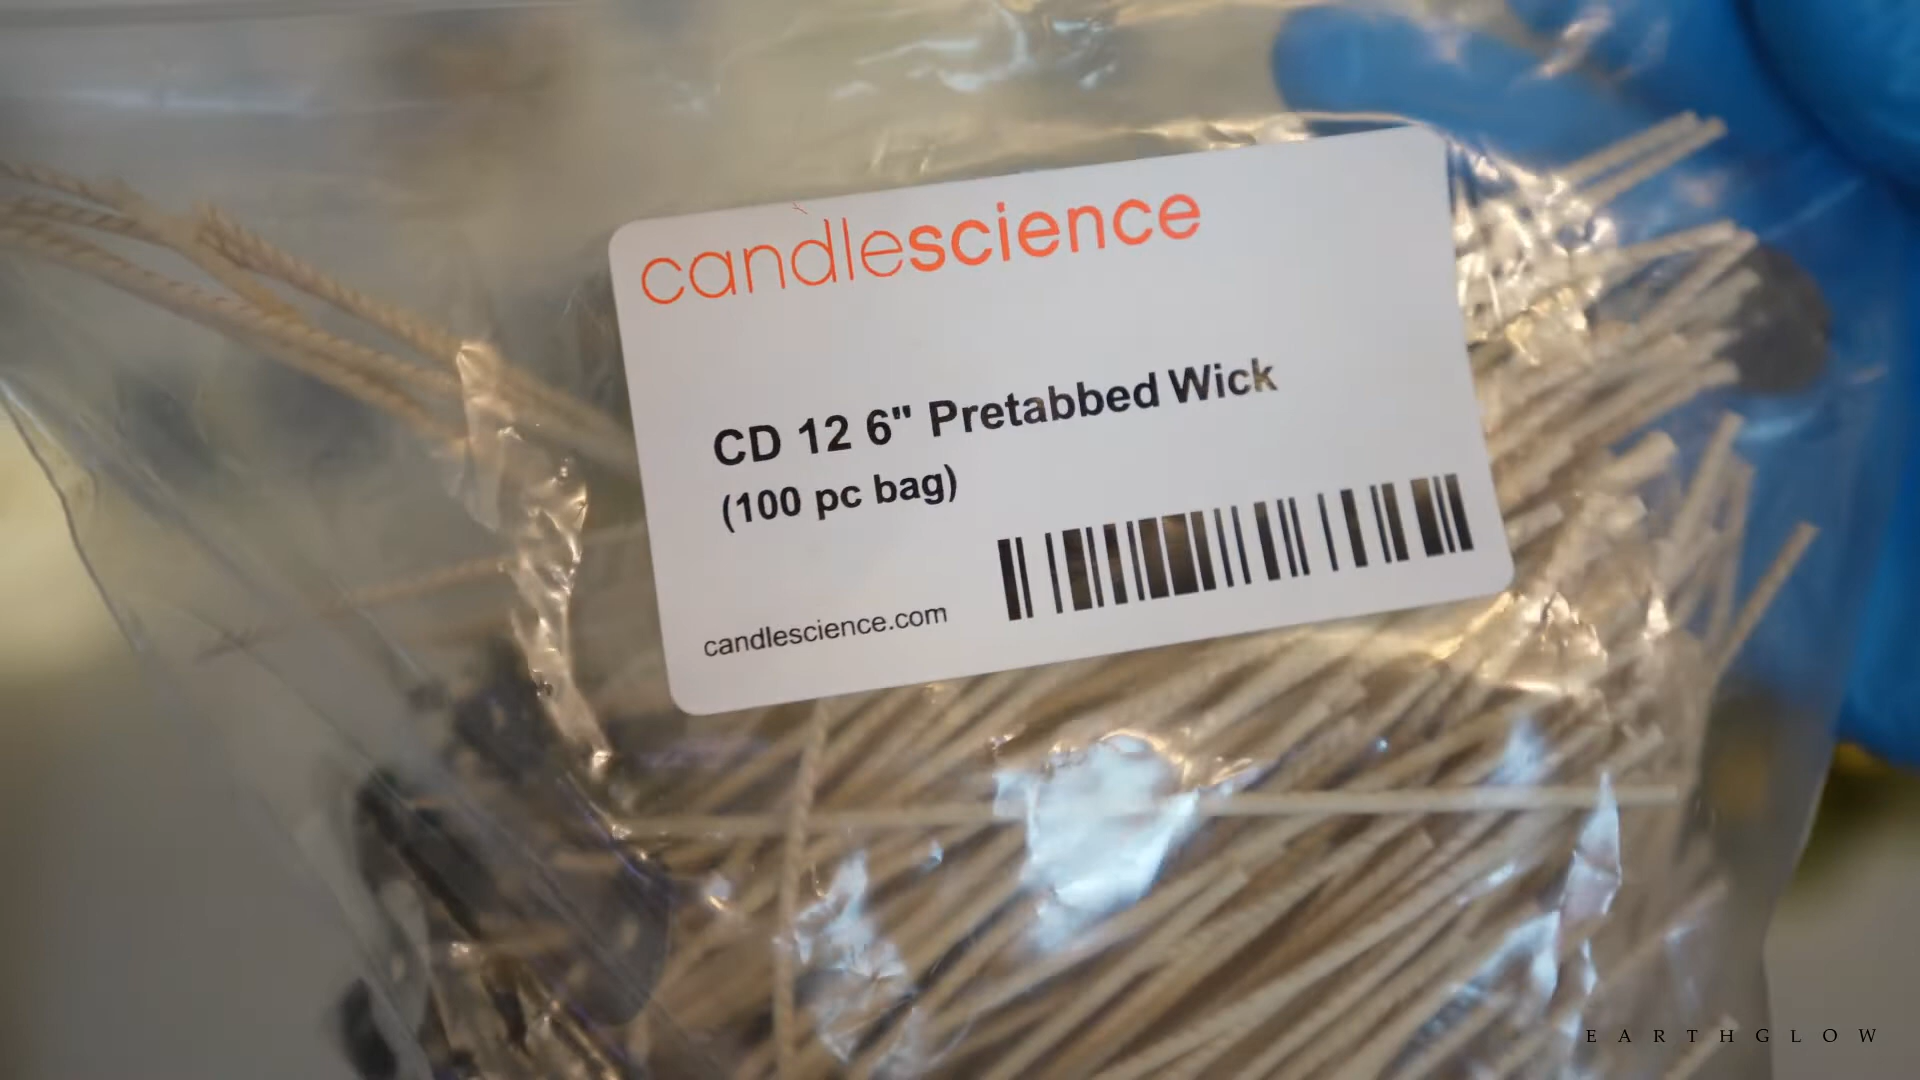 candlescience
CD 12 6" Pretabbed Wick
(100 pc bag)
candlescience.com
EARTHGLOW